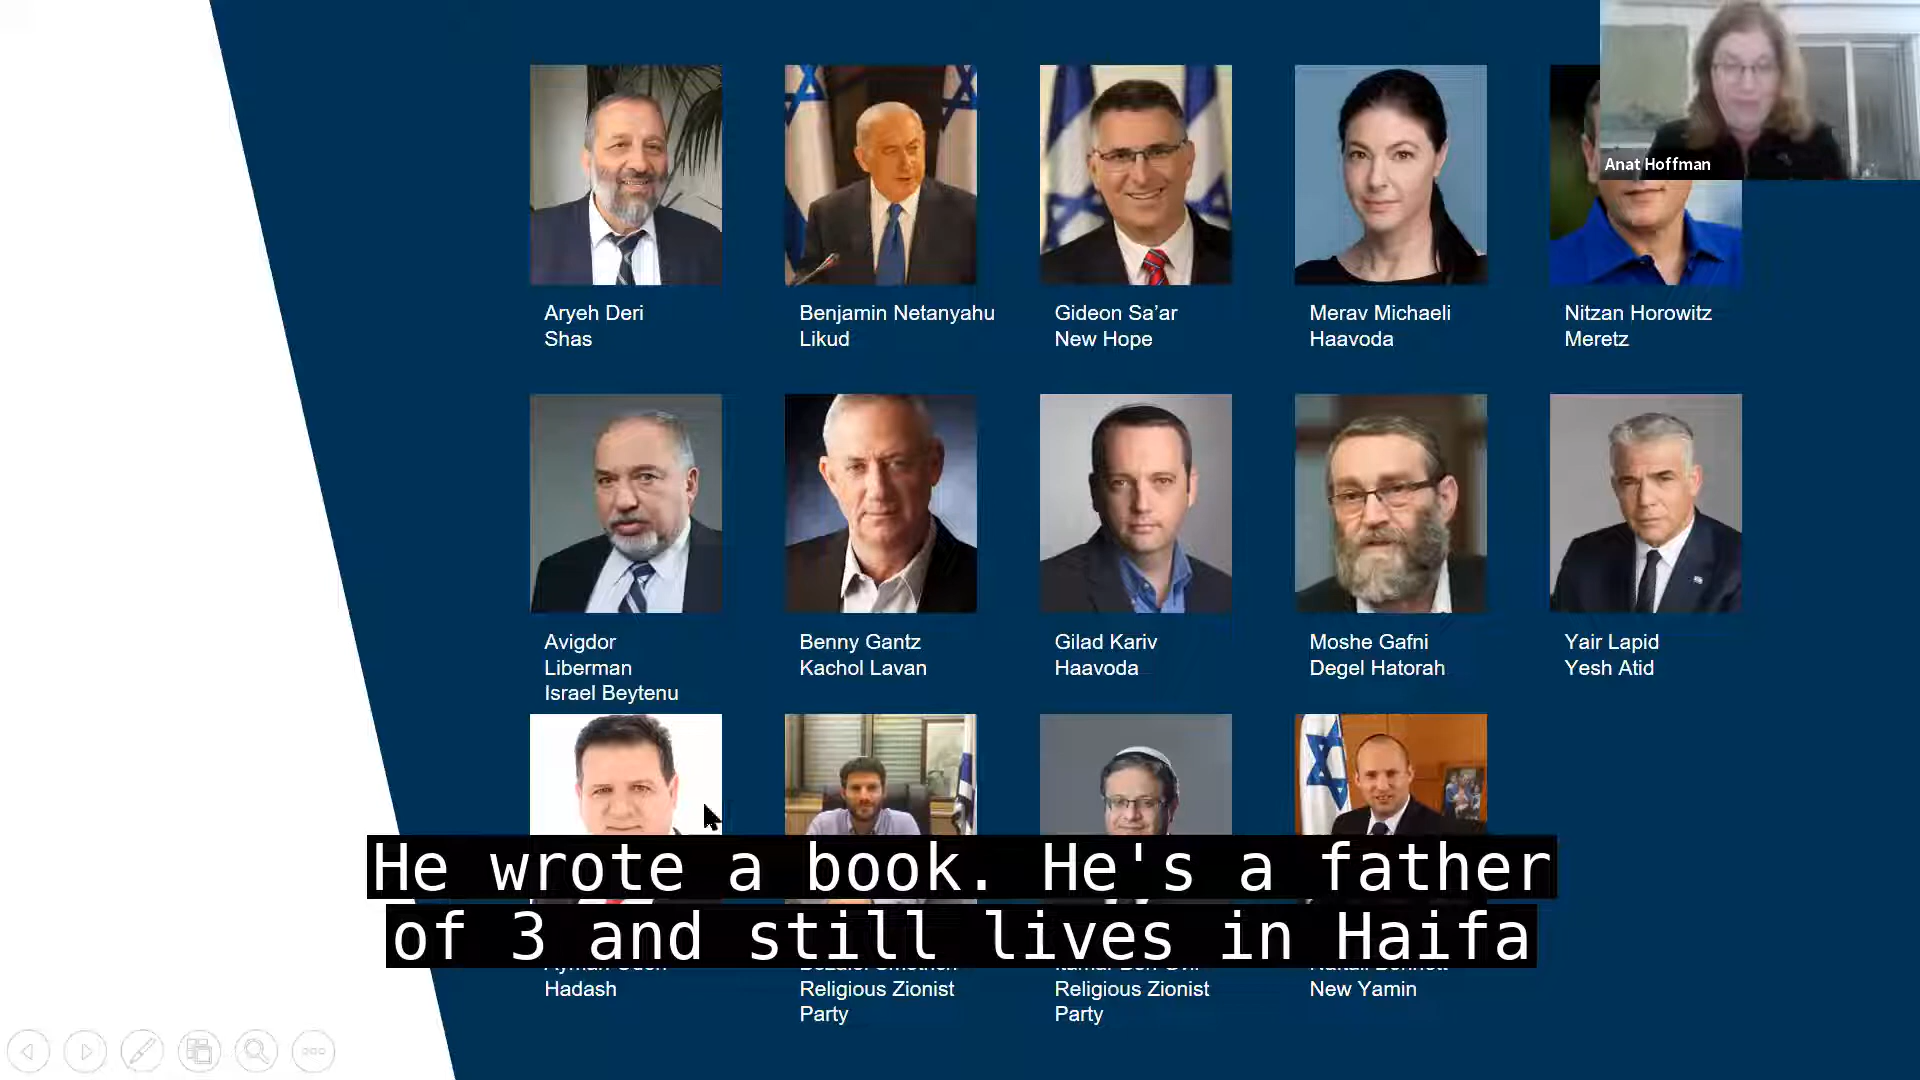 Anat Hoffman
Aryeh Deri
Shas
Benjamin Netanyahu
Likud
Gideon Sa’ar
New Hope
Merav Michaeli
Haavoda
Nitzan Horowitz
Meretz
Avigdor
Liberman
Israel Beytenu
Benny Gantz
Kachol Lavan
Gilad Kariv
Haavoda
Moshe Gafni
Degel Hatorah
Yair Lapid
Yesh Atid
He wrote a book. He's a father
of 3 and still lives in Haifa
Hadash
Religious Zionist
Party
Religious Zionist
Party
New Yamin